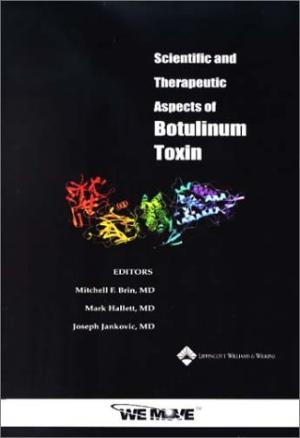 Scientific and
Therapeutic
Aspects of
Botulinum
Toxin
EDITORS
Mitchell F. Brin, MD
Mark Hallett, MD
Joseph Jankovic, MD
LIPPINCOTT WILLIAMS & WILKINS
WE MOVE™